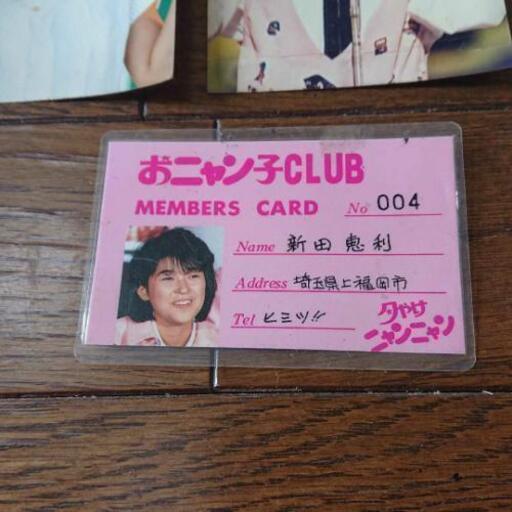 おニャン子CLUB
MEMBERS CARD No 004
Name 新田恵利
Address 埼玉県上福岡市
Tel ヒミツ!!
夕やけ
ニャンニャン